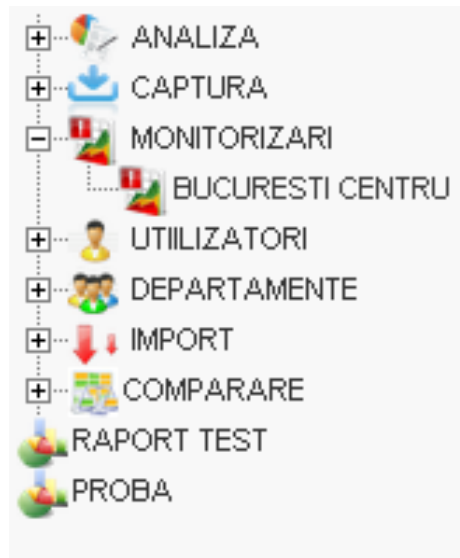 ANALIZA
CAPTURA
MONITORIZARI
BUCURESTI CENTRU
UTIILIZATORI
DEPARTAMENTE
IMPORT
COMPARARE
RAPORT TEST
PROBA